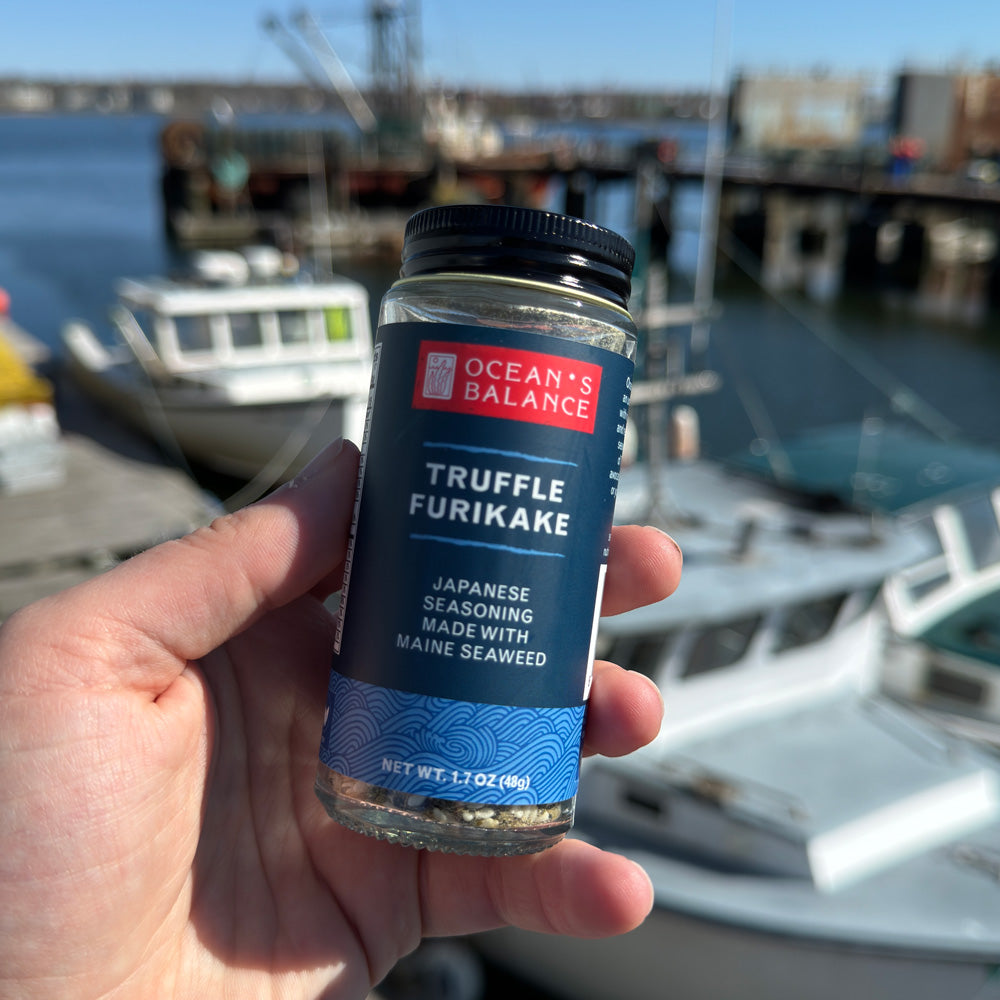 OCEAN'S
BALANCE
TRUFFLE
FURIKAKE
JAPANESE
SEASONING
MADE WITH
MAINE SEAWEED
NET WT. 1.7 OZ (48g)